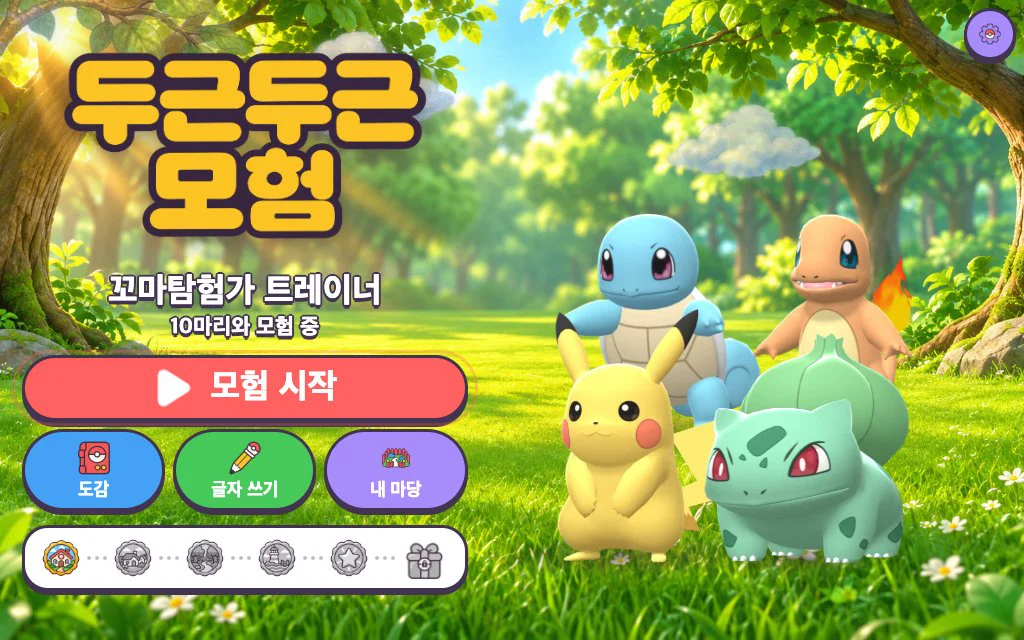 두근두근
모험
꼬마탐험가 트레이너
10마리와 모험 중
모험 시작
도감
글자 쓰기
내 마당